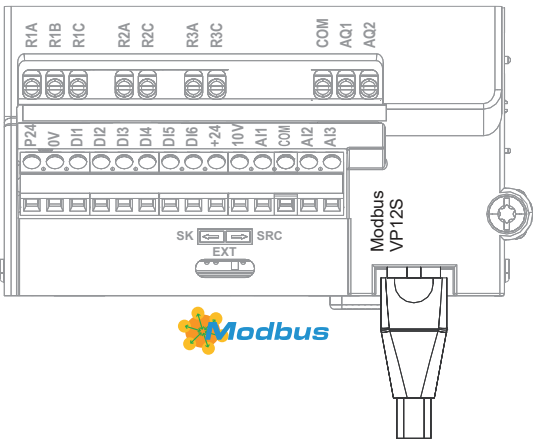 R1A R1B R1C R2A R2C R3A R3C COM AQ1 AQ2
P24 0V DI1 DI2 DI3 DI4 DI5 DI6 +24 10V AI1 COM AI2 AI3
Modbus
VP12S
SK SRC
EXT
Modbus